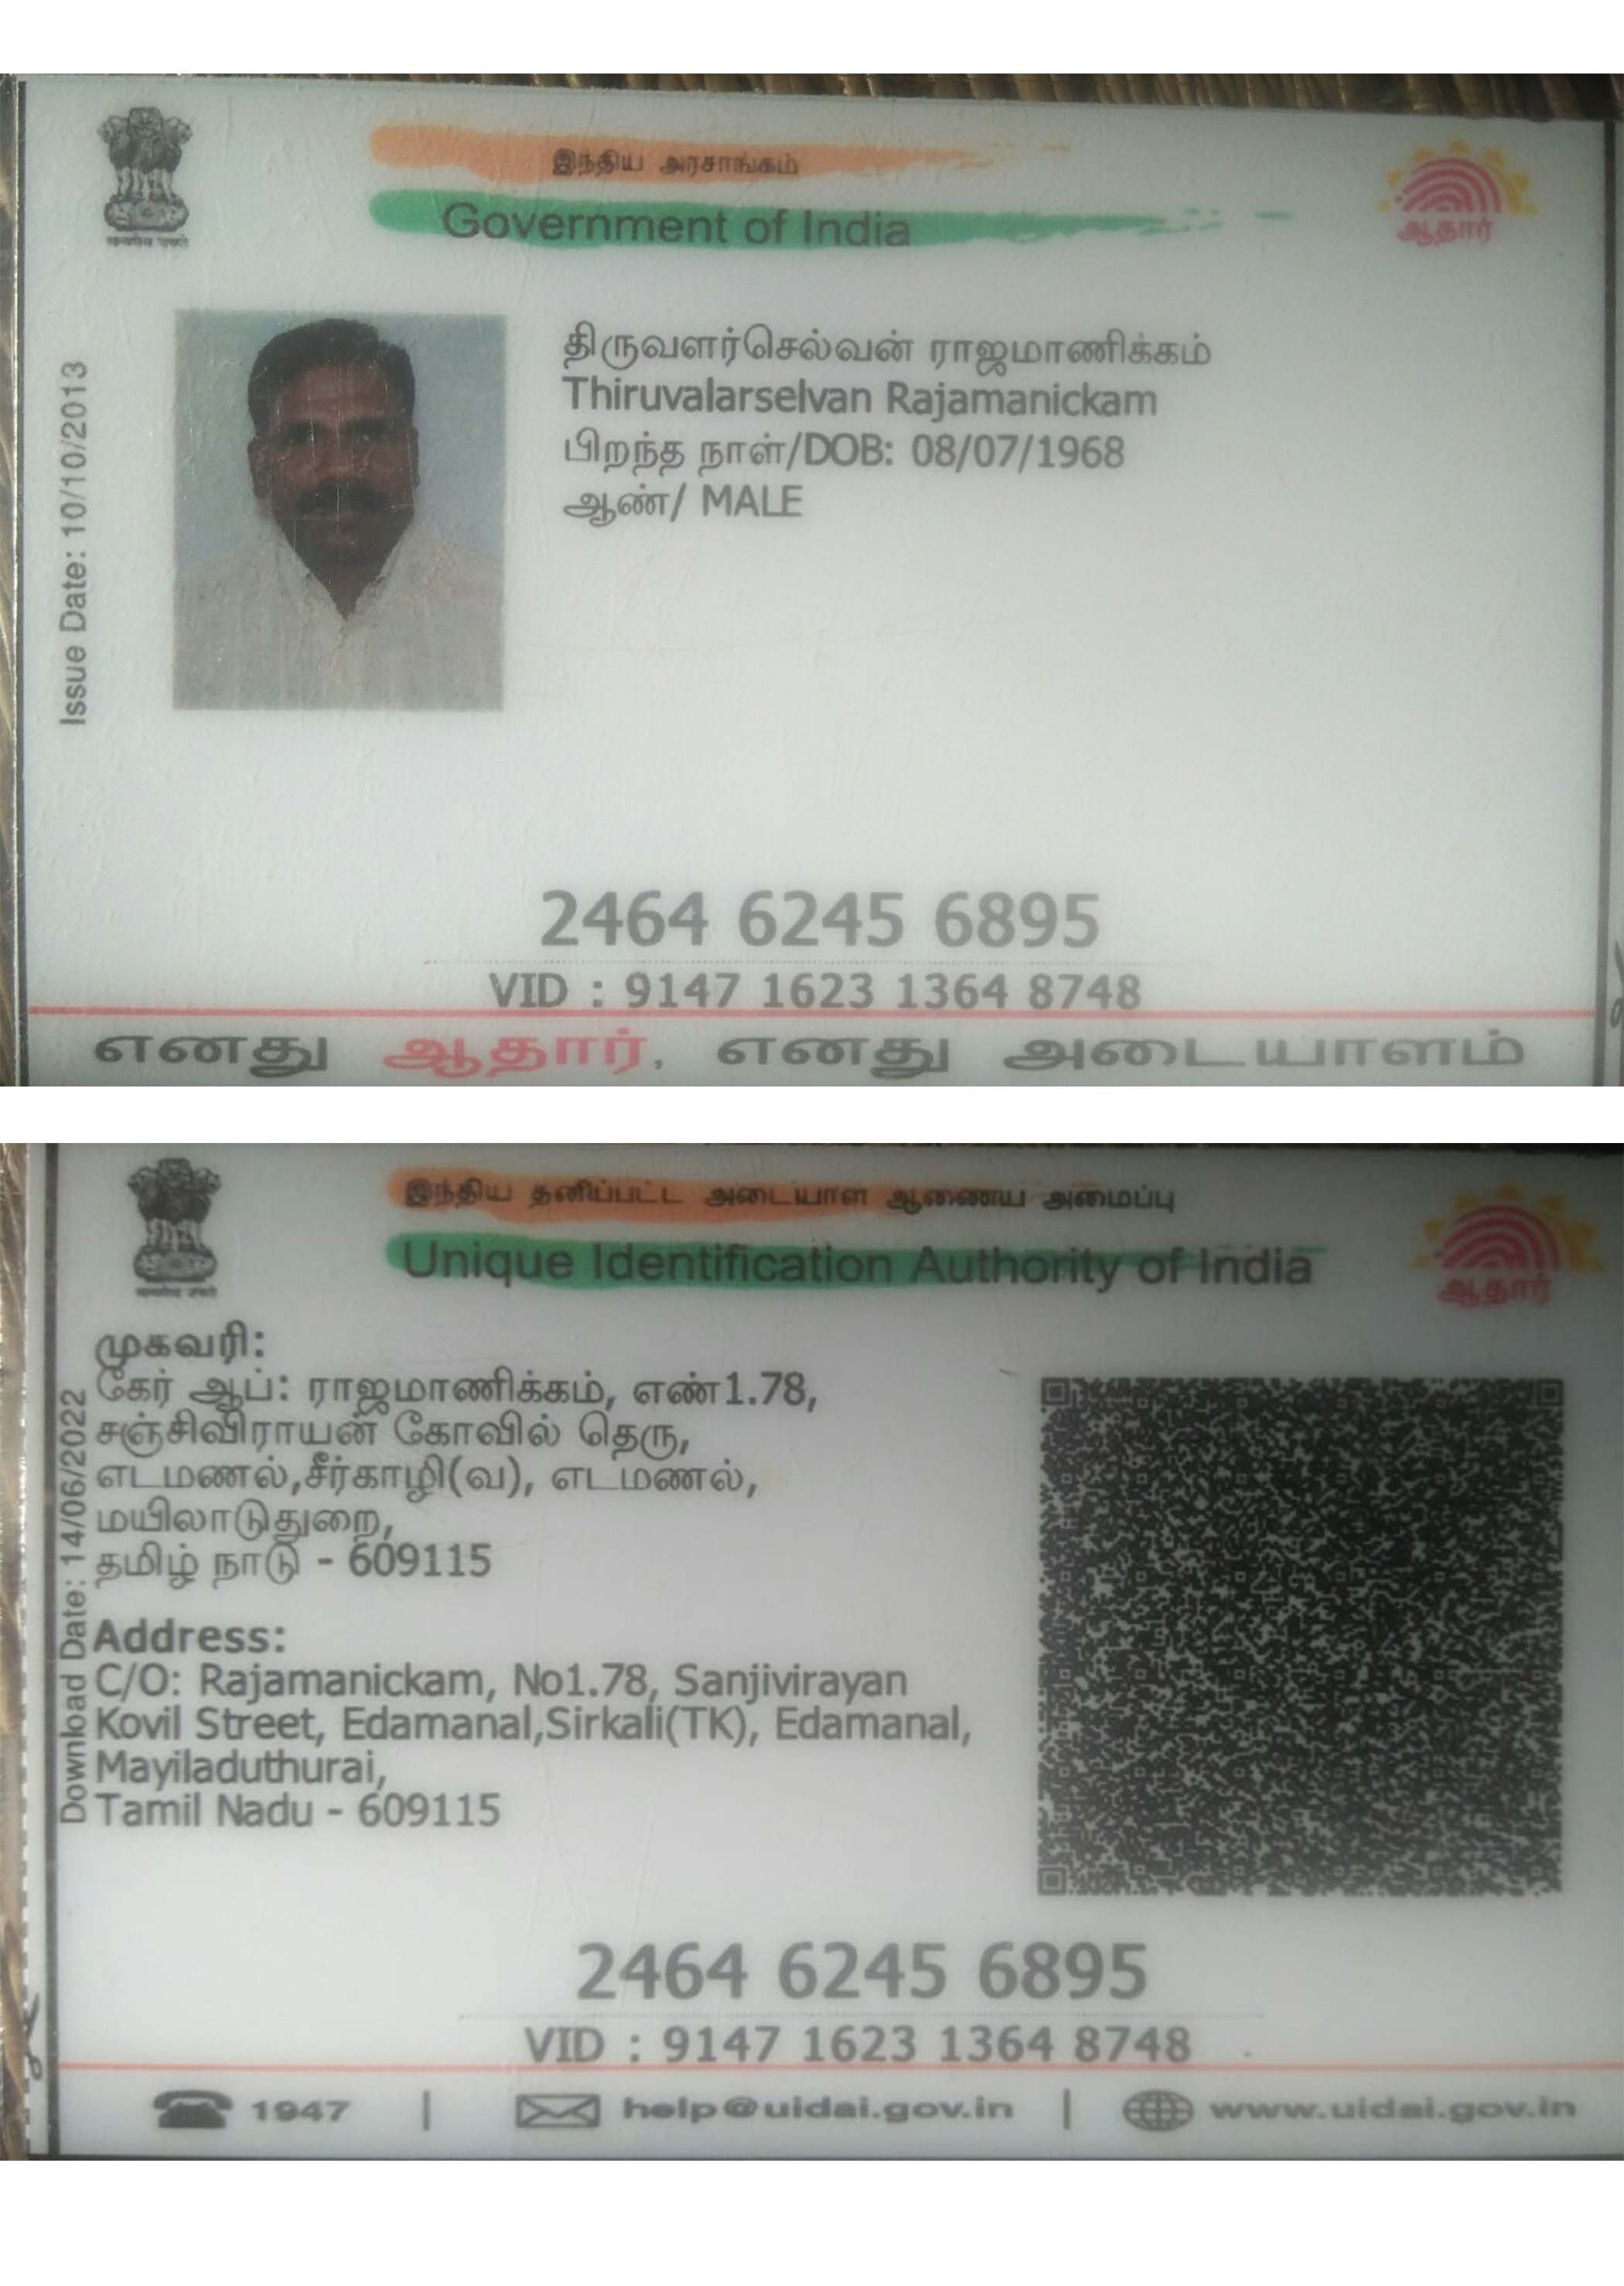 இந்திய அரசாங்கம்
Government of India
ஆதார்
Issue Date: 10/10/2013
திருவளர்செல்வன் ராஜமாணிக்கம்
Thiruvalarselvan Rajamanickam
பிறந்த நாள்/DOB: 08/07/1968
ஆண்/ MALE
2464 6245 6895
VID : 9147 1623 1364 8748
எனது ஆதார், எனது அடையாளம்
இந்திய தனிப்பட்ட அடையாள ஆணைய அமைப்பு
Unique Identification Authority of India
ஆதார்
Download Date: 14/06/2022
முகவரி:
கேர் ஆப்: ராஜமாணிக்கம், எண்1.78,
சஞ்சிவிராயன் கோவில் தெரு,
எடமணல்,சீர்காழி(வ), எடமணல்,
மயிலாடுதுறை,
தமிழ் நாடு - 609115
Address:
C/O: Rajamanickam, No1.78, Sanjivirayan
Kovil Street, Edamanal,Sirkali(TK), Edamanal,
Mayiladuthurai,
Tamil Nadu - 609115
2464 6245 6895
VID : 9147 1623 1364 8748
1947 | help@uidai.gov.in | www.uidai.gov.in